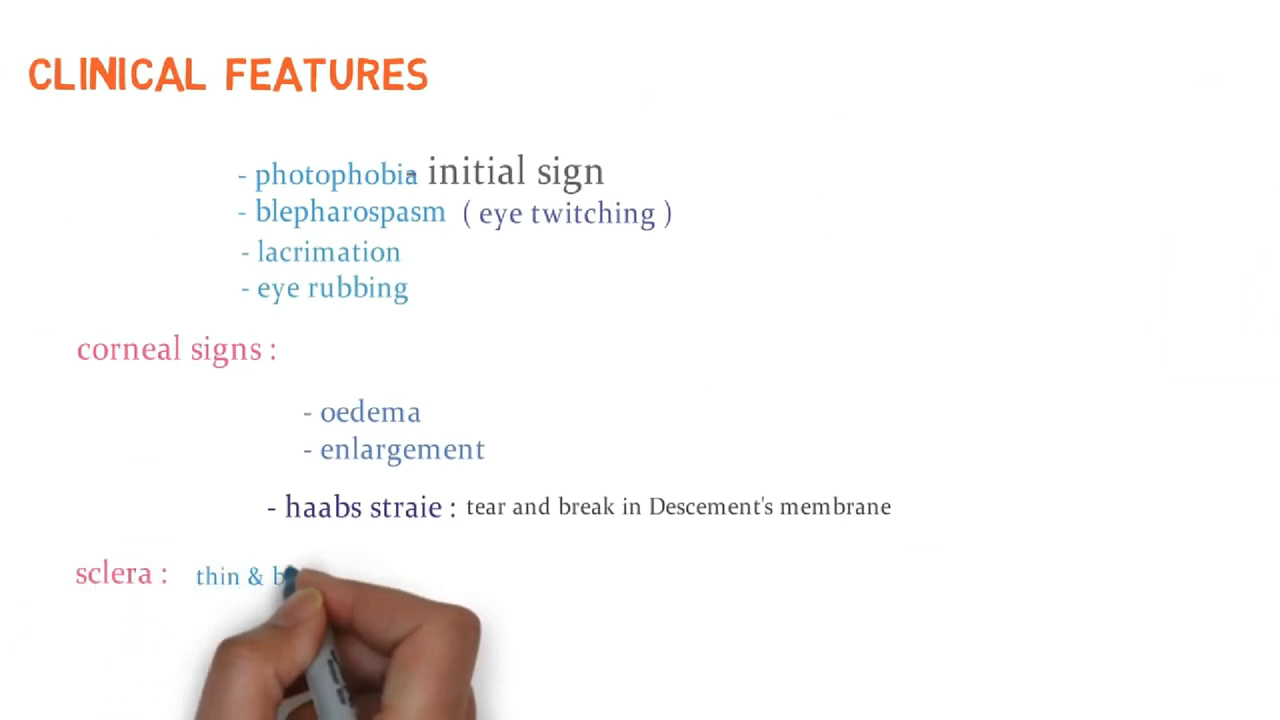 CLINICAL FEATURES
- photophobia - initial sign
- blepharospasm ( eye twitching )
- lacrimation
- eye rubbing
corneal signs :
- oedema
- enlargement
- haabs straie : tear and break in Descement's membrane
sclera : thin &